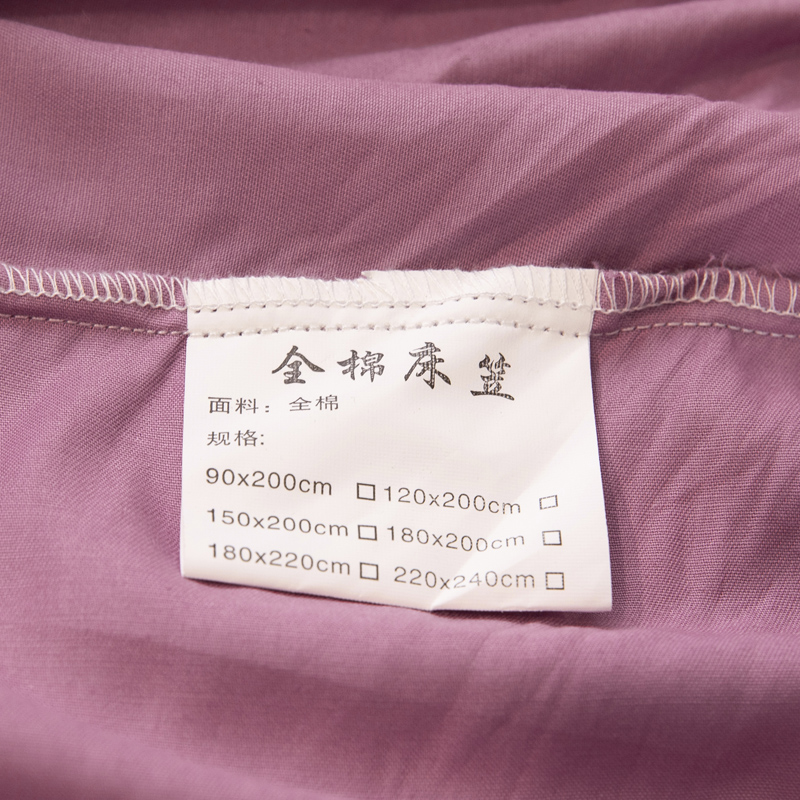 全棉床笠
面料：全棉
规格:
90x200cm □ 120x200cm □
150x200cm □ 180x200cm □
180x220cm □ 220x240cm □